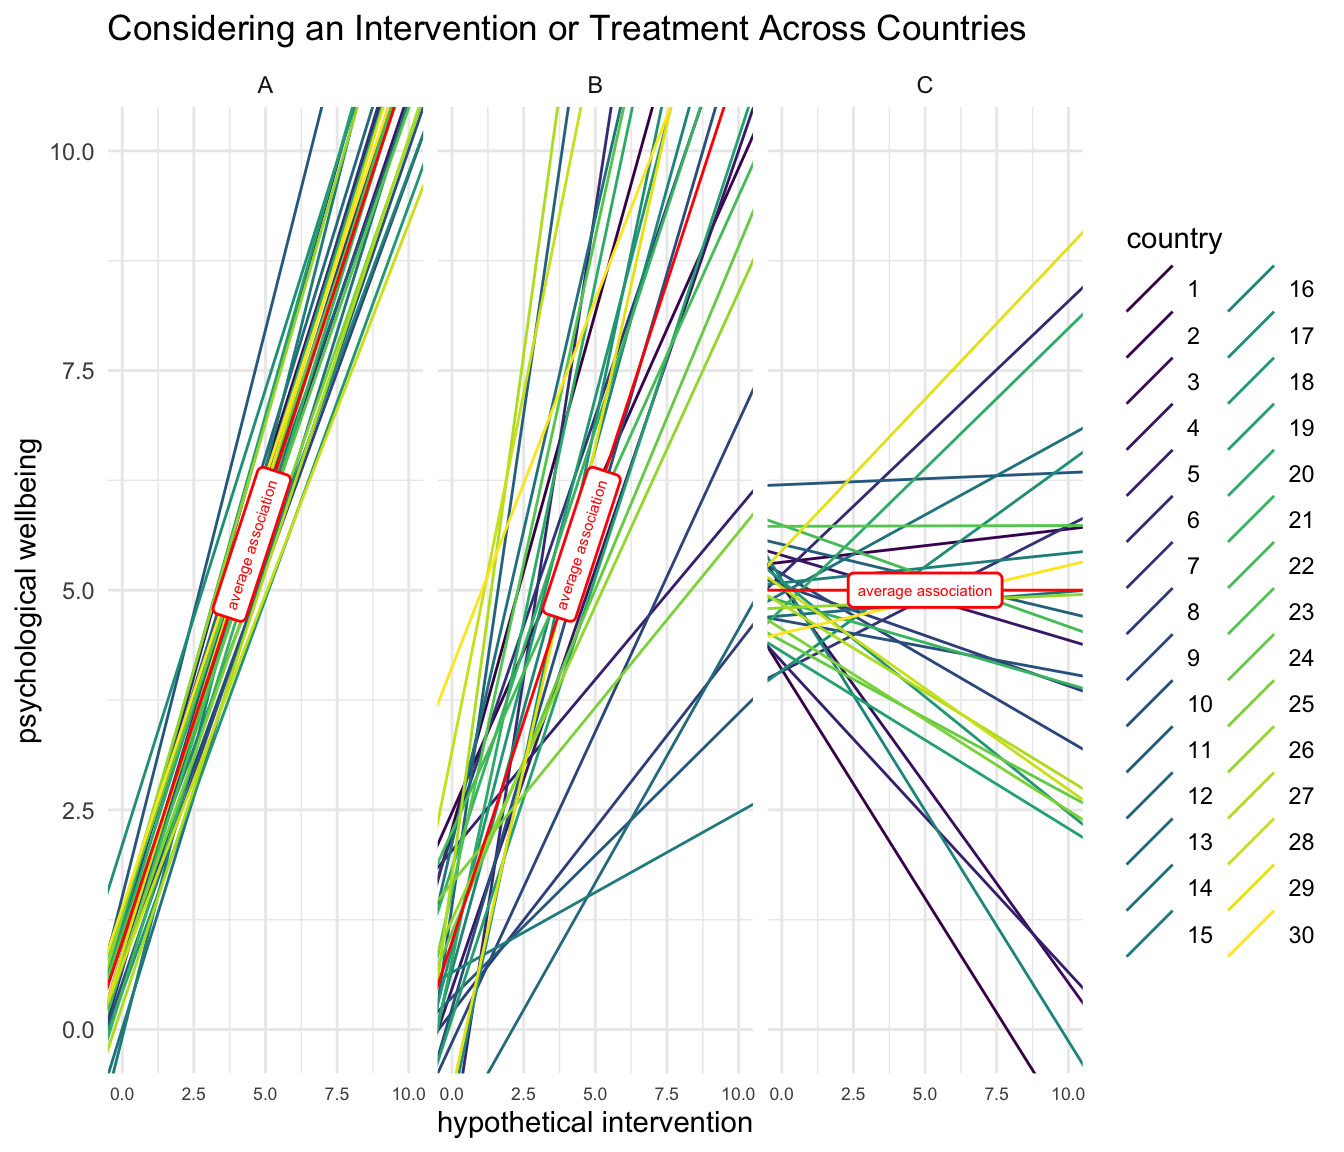 Considering an Intervention or Treatment Across Countries
A
B
C
psychological wellbeing
10.0
7.5
5.0
2.5
0.0
average association
average association
average association
0.0 2.5 5.0 7.5 10.0
0.0 2.5 5.0 7.5 10.0
0.0 2.5 5.0 7.5 10.0
hypothetical intervention
country
1
2
3
4
5
6
7
8
9
10
11
12
13
14
15
16
17
18
19
20
21
22
23
24
25
26
27
28
29
30